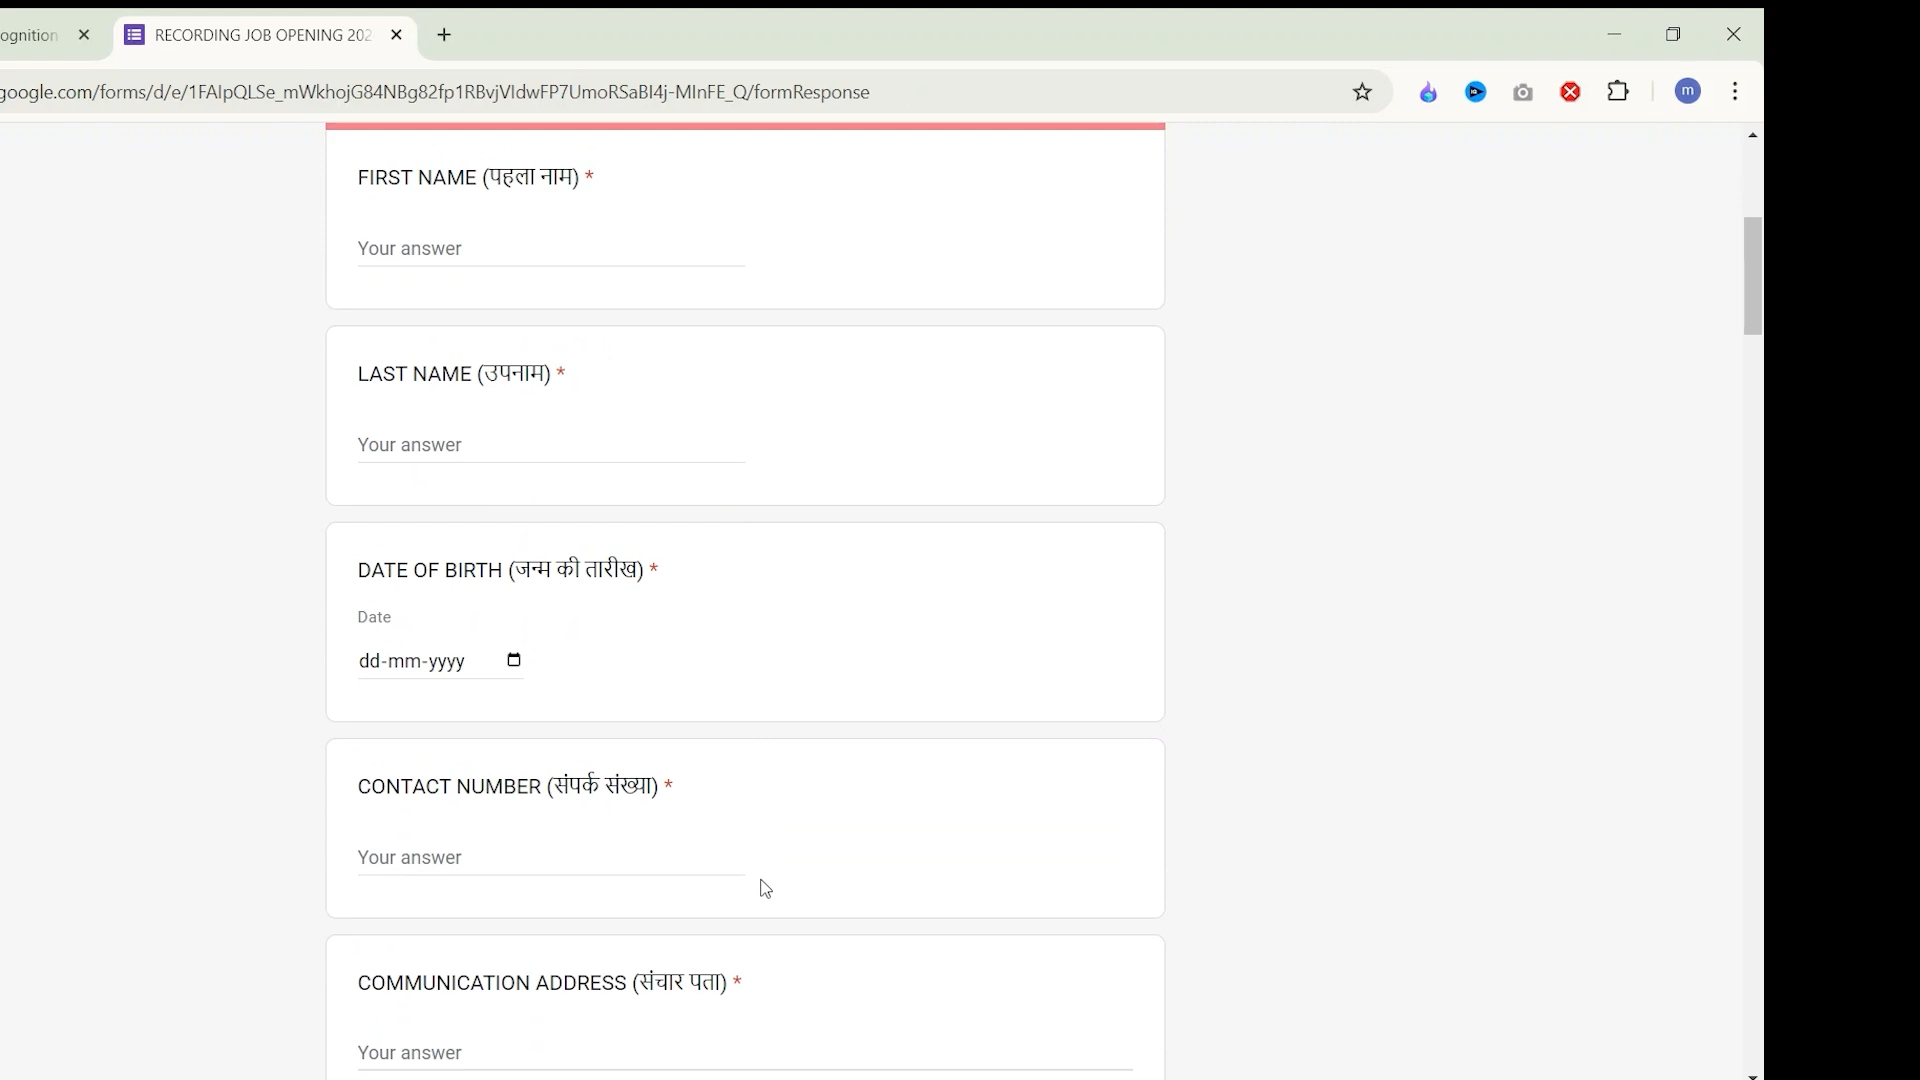 ognition
RECORDING JOB OPENING 202
google.com/forms/d/e/1FAIpQLSe_mWkhojG84NBg82fp1RBvjVIdwFP7UmoRSaBI4j-MInFE_Q/formResponse
m
FIRST NAME (पहला नाम) *
Your answer
LAST NAME (उपनाम) *
Your answer
DATE OF BIRTH (जन्म की तारीख) *
Date
dd-mm-yyyy
CONTACT NUMBER (संपर्क संख्या) *
Your answer
COMMUNICATION ADDRESS (संचार पता) *
Your answer